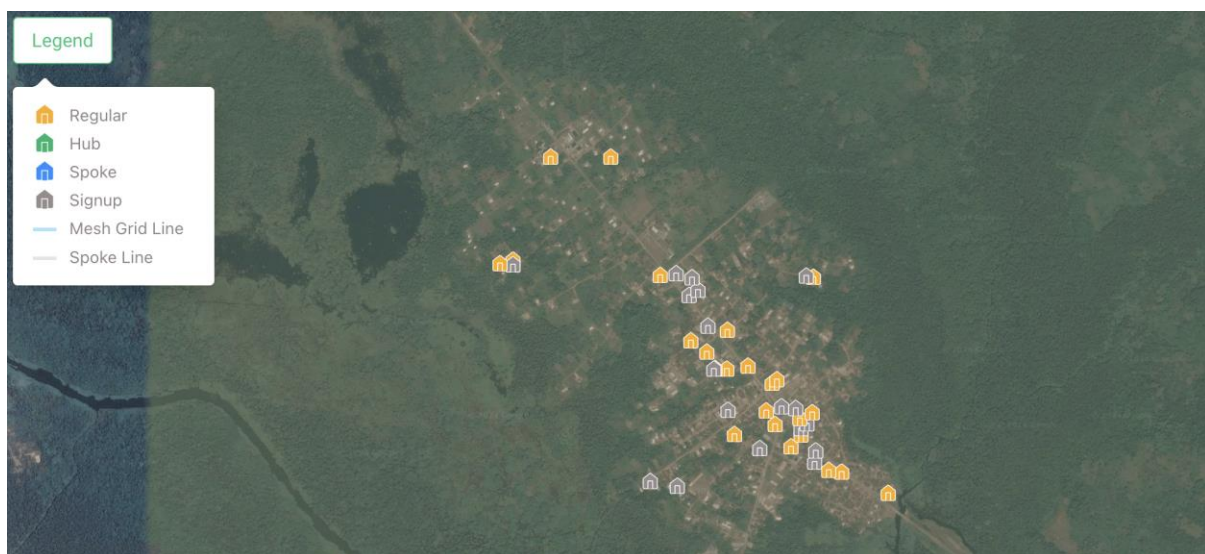 Legend
Regular
Hub
Spoke
Signup
Mesh Grid Line
Spoke Line